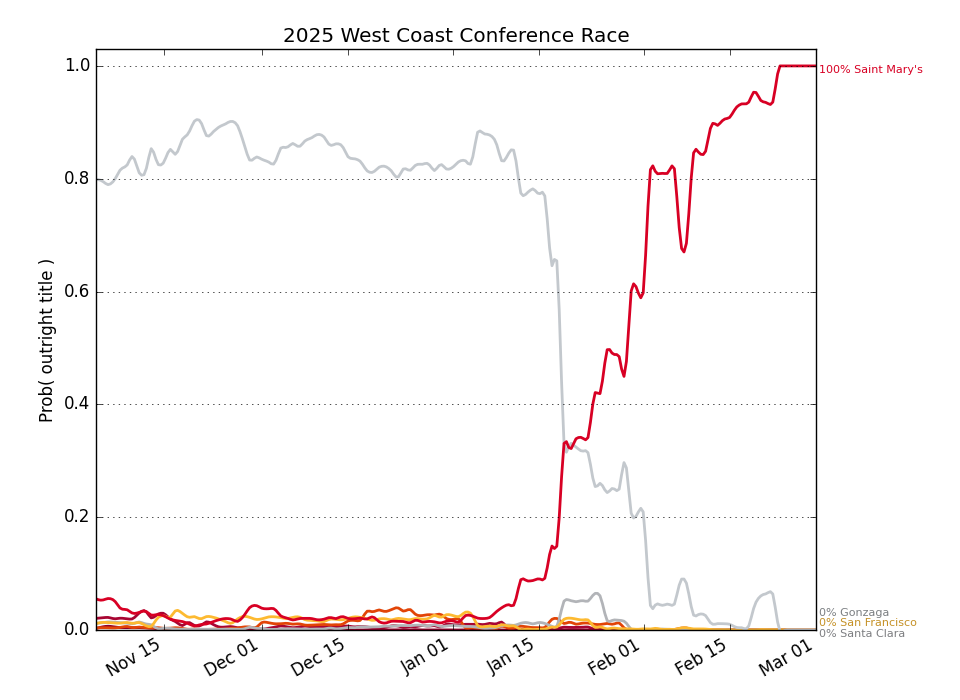 2025 West Coast Conference Race
1.0
100% Saint Mary's
0.8
Prob( outright title )
0.6
0.4
0.2
0% Gonzaga
0% San Francisco
0.0
0% Santa Clara
Nov 15
Dec 01
Dec 15
Jan 01
Jan 15
Feb 01
Feb 15
Mar 01